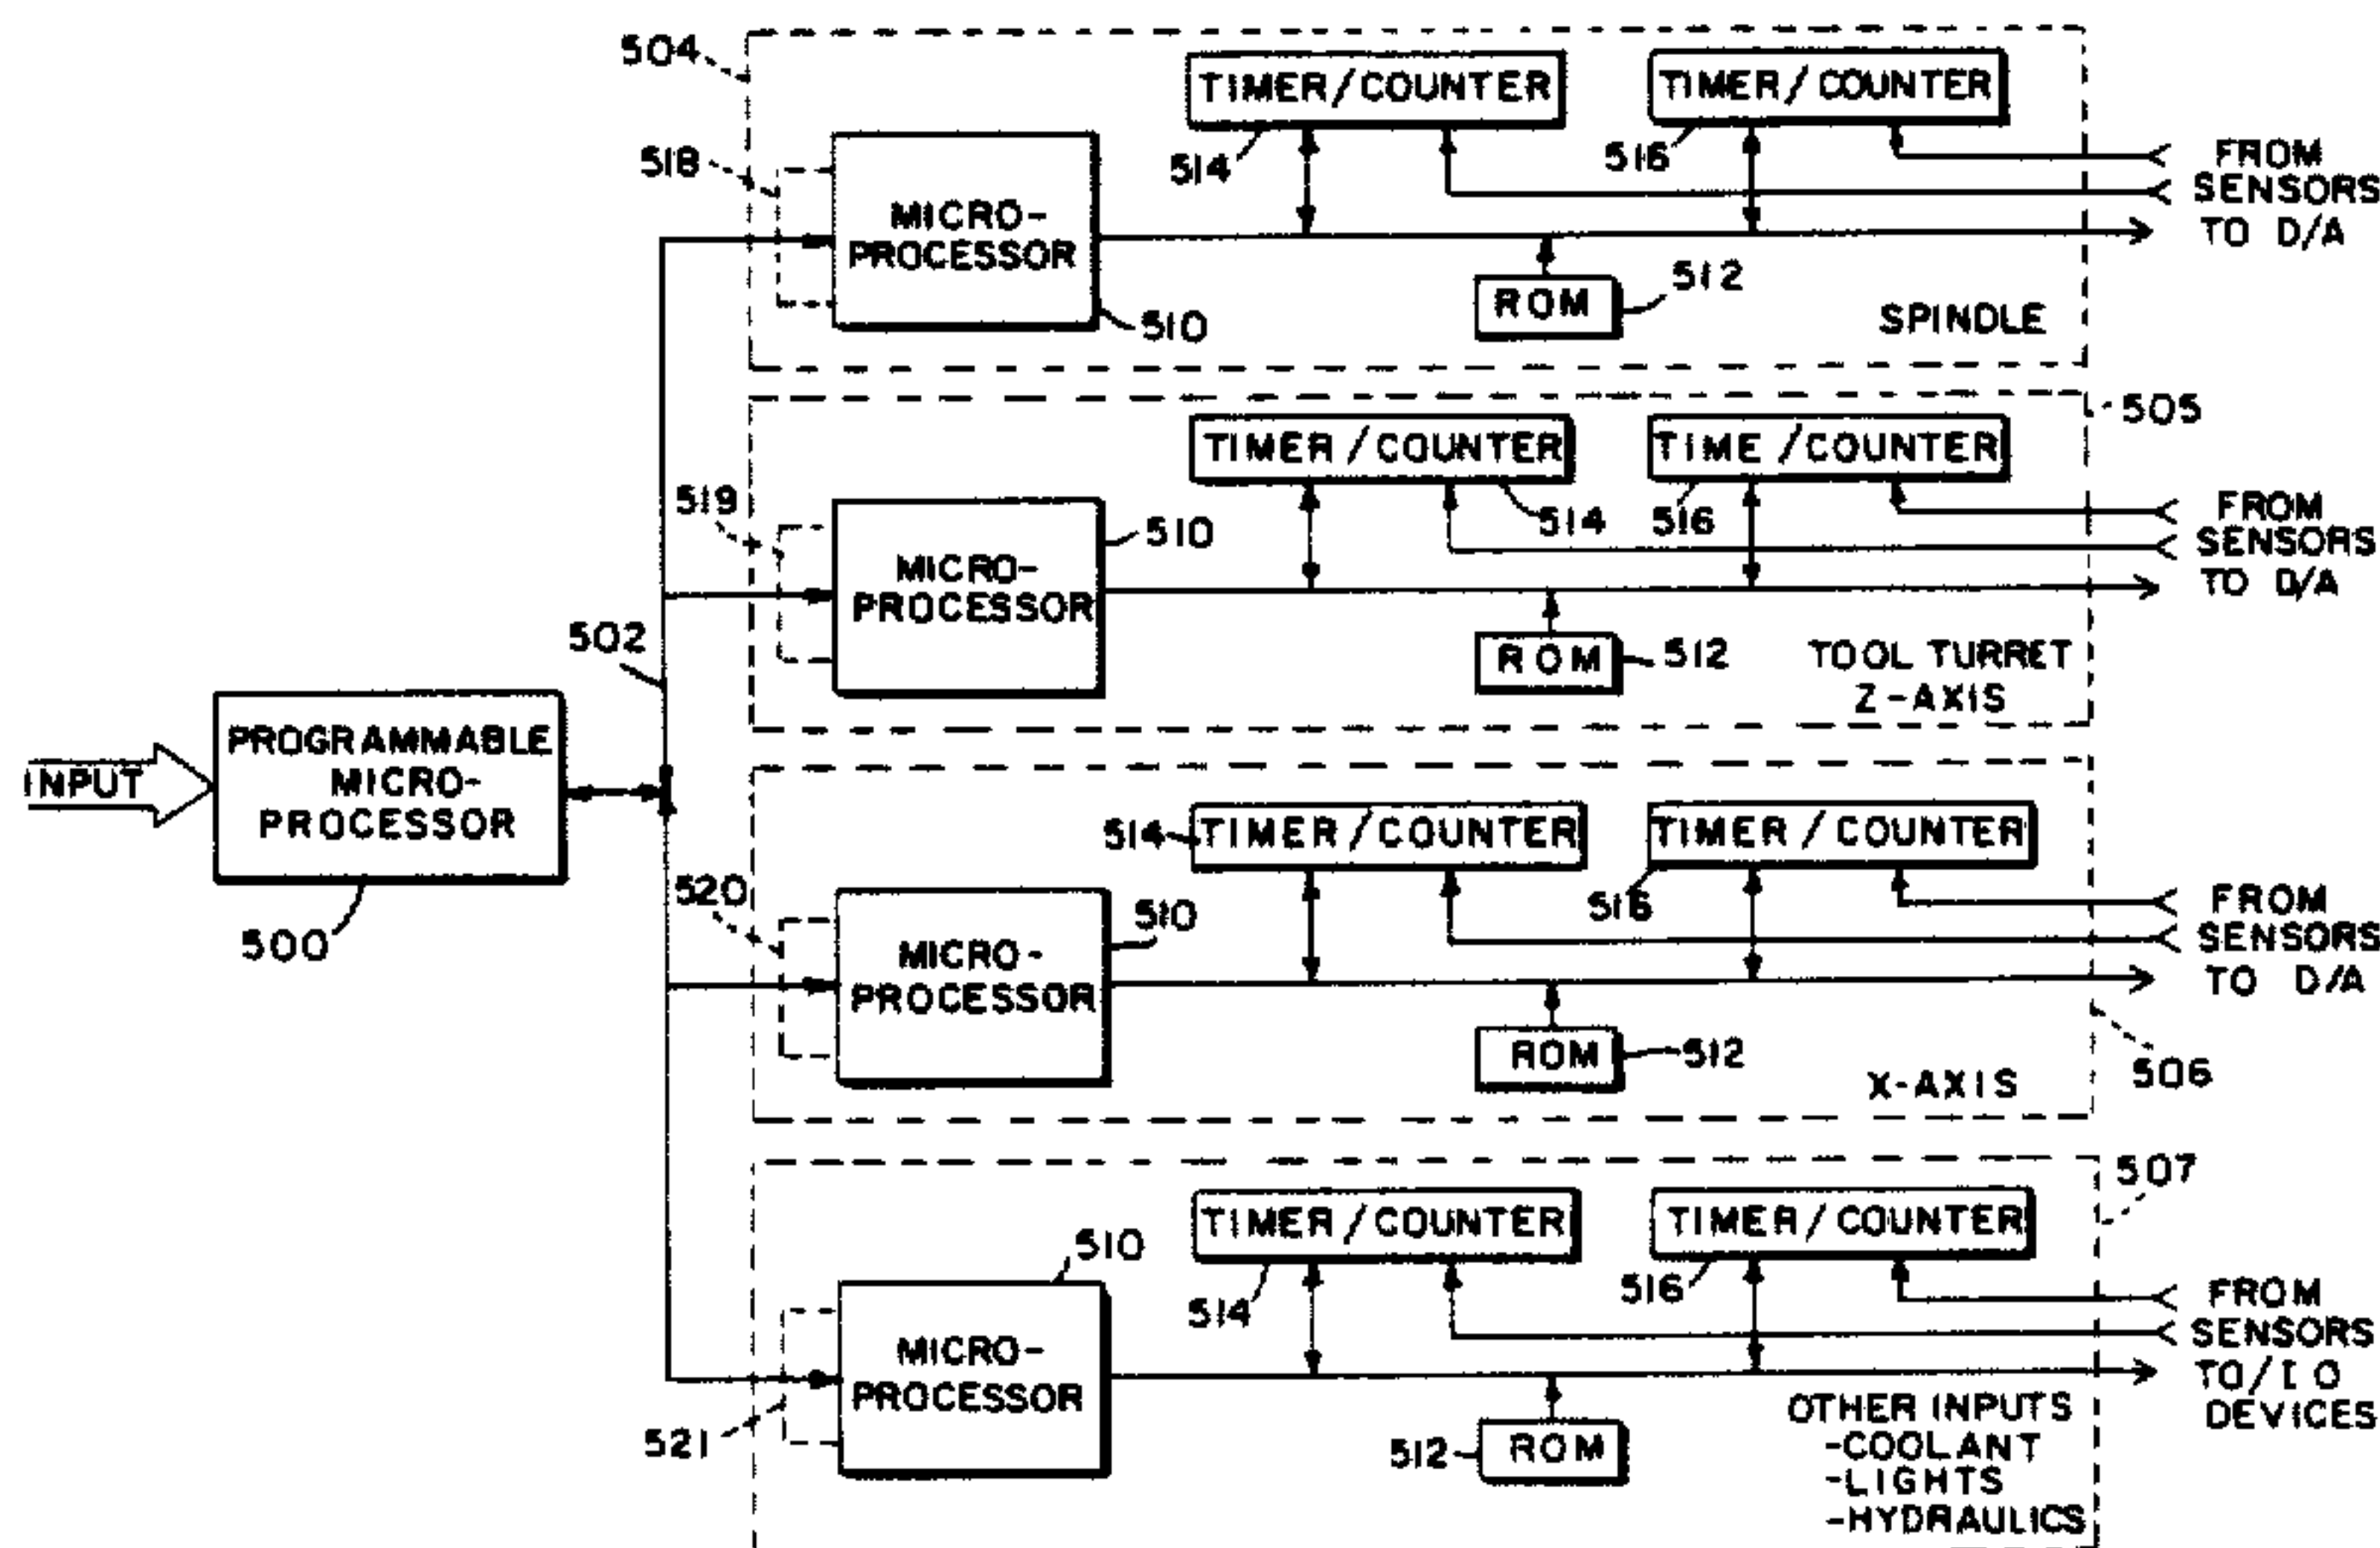 504
TIMER/COUNTER
TIMER/COUNTER
518
514
516
FROM
SENSORS
TO D/A
MICRO-
PROCESSOR
510
ROM
512
SPINDLE
505
TIMER/COUNTER
TIME /COUNTER
519
510
514
516
FROM
SENSORS
TO D/A
MICRO-
PROCESSOR
502
ROM
512
TOOL TURRET
Z-AXIS
INPUT
PROGRAMMABLE
MICRO-
PROCESSOR
500
514
TIMER/COUNTER
TIMER/COUNTER
520
510
516
FROM
SENSORS
TO D/A
MICRO-
PROCESSOR
ROM
512
X-AXIS
506
507
TIMER/COUNTER
TIMER/COUNTER
510
514
516
FROM
SENSORS
TO/IO
DEVICES
MICRO-
PROCESSOR
521
512
ROM
OTHER INPUTS
-COOLANT
-LIGHTS
-HYDRAULICS